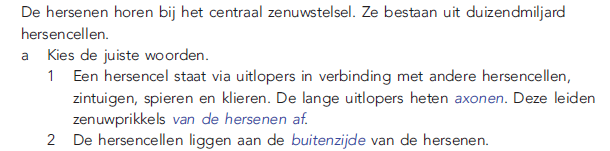 De hersenen horen bij het centraal zenuwstelsel. Ze bestaan uit duizendmiljard
hersencellen.
a Kies de juiste woorden.
1 Een hersencel staat via uitlopers in verbinding met andere hersencellen,
zintuigen, spieren en klieren. De lange uitlopers heten axonen. Deze leiden
zenuwprikkels van de hersenen af.
2 De hersencellen liggen aan de buitenzijde van de hersenen.